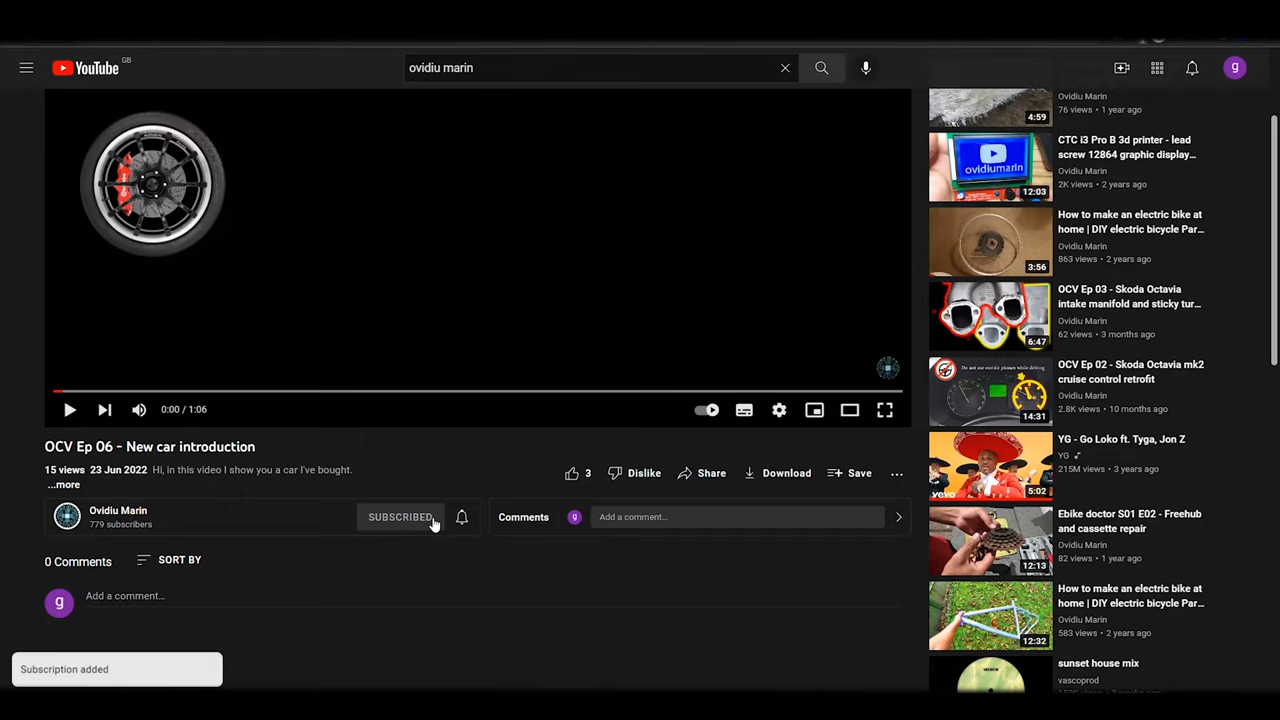 YouTube GB
ovidiu marin
g
0:00 / 1:06
OCV Ep 06 - New car introduction
15 views 23 Jun 2022 Hi, in this video I show you a car I've bought.
...more
3
Dislike
Share
Download
Save
Ovidiu Marin
779 subscribers
SUBSCRIBED
Comments
g
Add a comment...
0 Comments
SORT BY
g
Add a comment...
Subscription added
Ovidiu Marin
76 views • 1 year ago
4:59
ovidiumarin
12:03
CTC i3 Pro B 3d printer - lead
screw 12864 graphic display...
Ovidiu Marin
2K views • 2 years ago
3:56
How to make an electric bike at
home | DIY electric bicycle Par...
Ovidiu Marin
863 views • 2 years ago
6:47
OCV Ep 03 - Skoda Octavia
intake manifold and sticky tur...
Ovidiu Marin
62 views • 3 months ago
Do not use mobile phones while driving
14:31
OCV Ep 02 - Skoda Octavia mk2
cruise control retrofit
Ovidiu Marin
2.8K views • 10 months ago
vevo
5:02
YG - Go Loko ft. Tyga, Jon Z
YG
215M views • 3 years ago
12:13
Ebike doctor S01 E02 - Freehub
and cassette repair
Ovidiu Marin
82 views • 1 year ago
12:32
How to make an electric bike at
home | DIY electric bicycle Par...
Ovidiu Marin
583 views • 2 years ago
sunset house mix
vascoprod